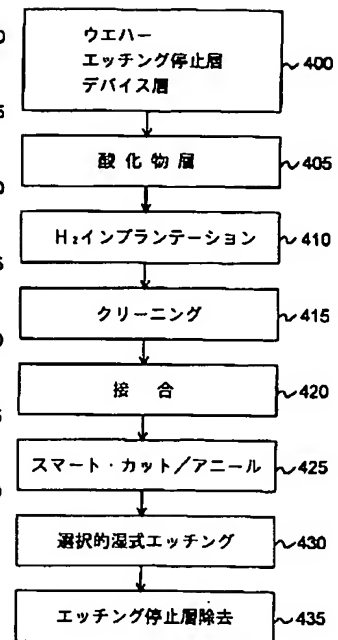 ウエハー
エッチング停止層
デバイス層
400
酸化物層
405
H₂インプランテーション
410
クリーニング
415
接 合
420
スマート・カット/アニール
425
選択的湿式エッチング
430
エッチング停止層除去
435